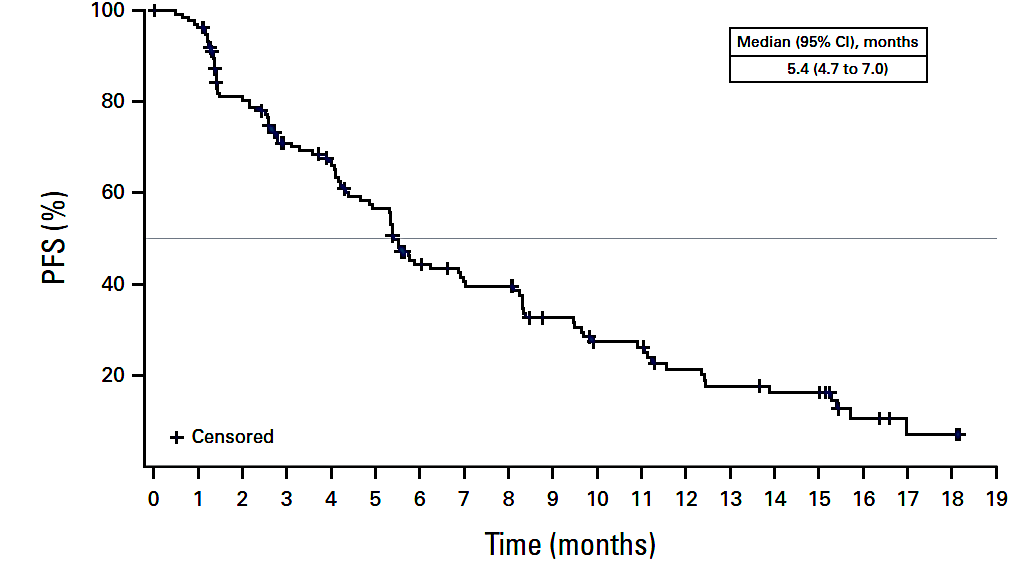 100
80
60
40
20
PFS (%)
Median (95% CI), months
5.4 (4.7 to 7.0)
Censored
0 1 2 3 4 5 6 7 8 9 10 11 12 13 14 15 16 17 18 19
Time (months)